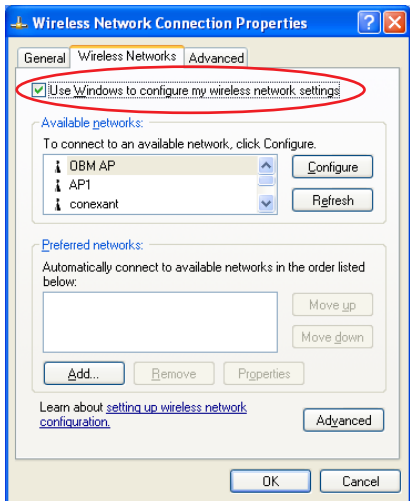 Wireless Network Connection Properties
General Wireless Networks Advanced
Use Windows to configure my wireless network settings
Available networks:
To connect to an available network, click Configure.
OBM AP
Configure
AP1
conexant
Refresh
Preferred networks:
Automatically connect to available networks in the order listed
below:
Move up
Move down
Add... Remove Properties
Learn about setting up wireless network
configuration.
Advanced
OK Cancel